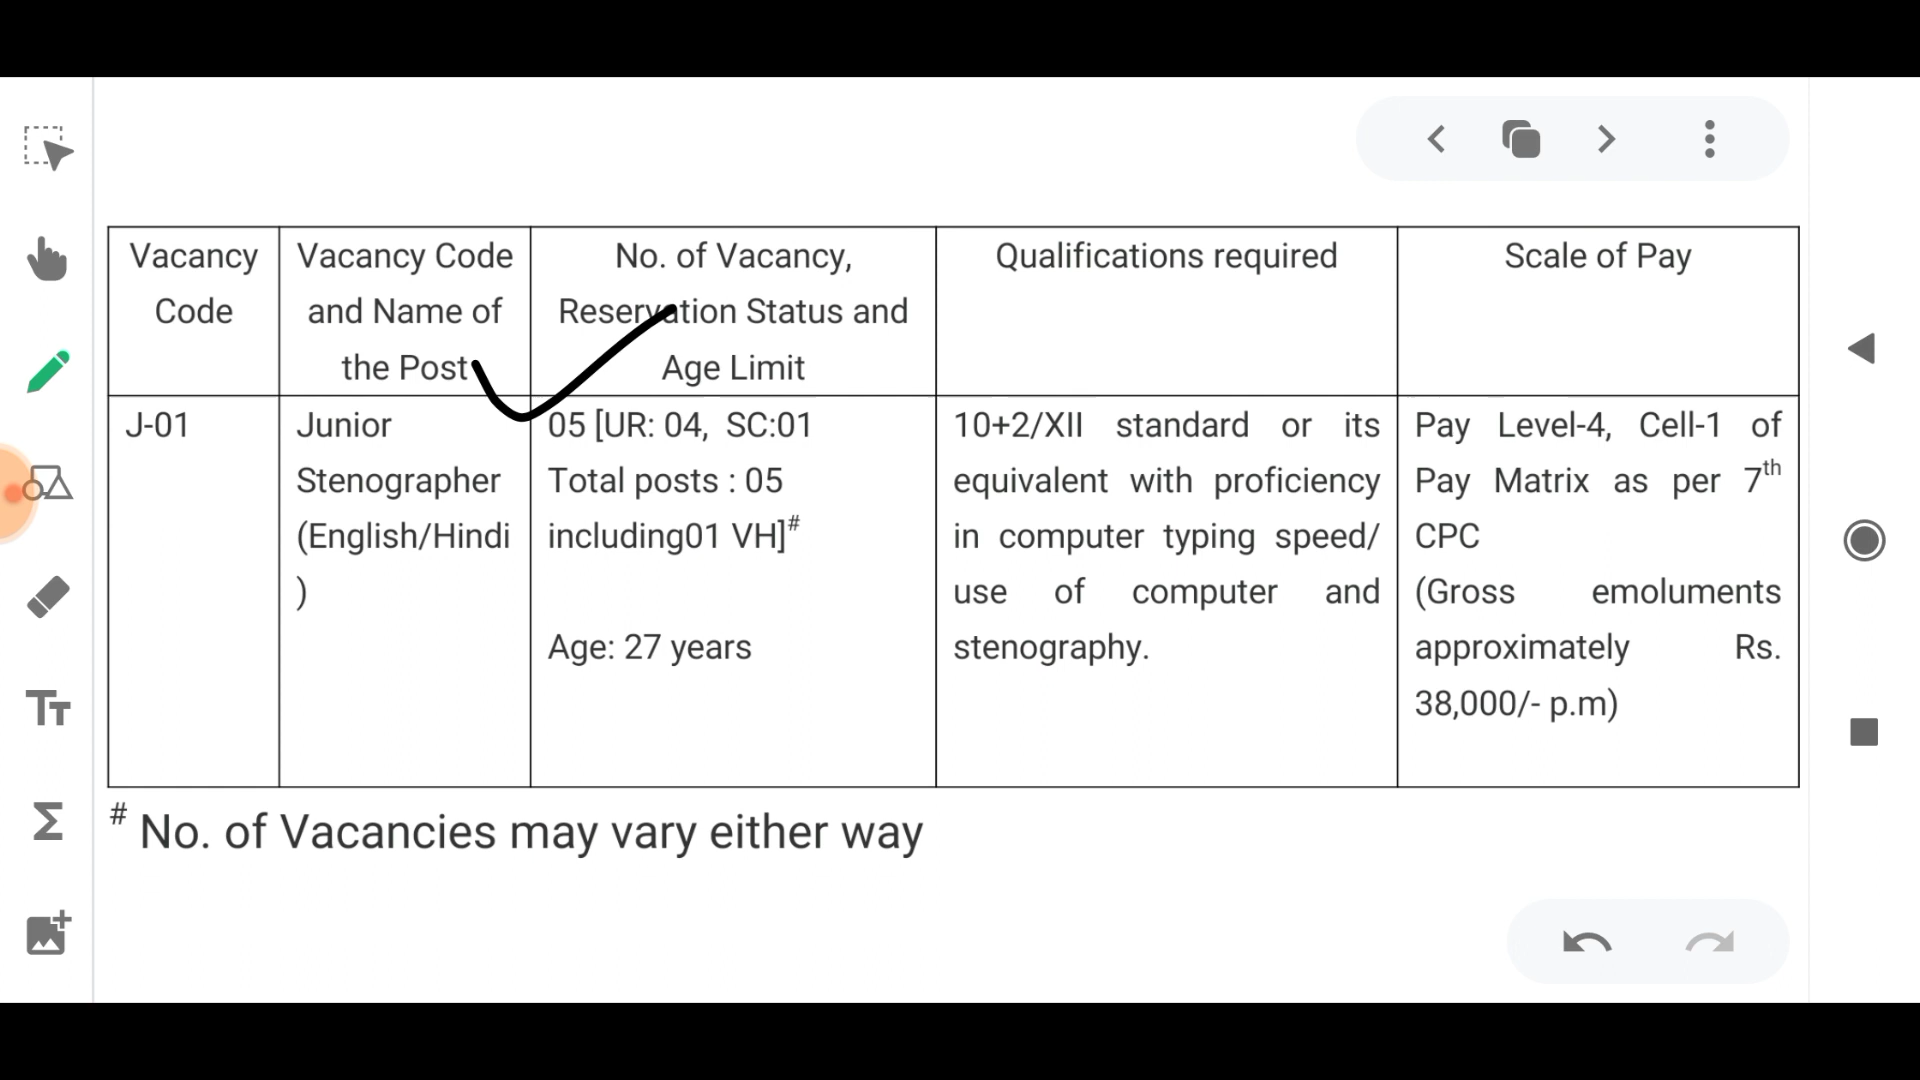 Vacancy
Code
Vacancy Code
and Name of
the Post
No. of Vacancy,
Reservation Status and
Age Limit
Qualifications required
Scale of Pay
J-01
Junior
Stenographer
(English/Hindi
)
05 [UR: 04, SC:01
Total posts : 05
including01 VH]#
Age: 27 years
10+2/XII standard or its
equivalent with proficiency
in computer typing speed/
use of computer and
stenography.
Pay Level-4, Cell-1 of
Pay Matrix as per 7th
CPC
(Gross emoluments
approximately Rs.
38,000/- p.m)
# No. of Vacancies may vary either way